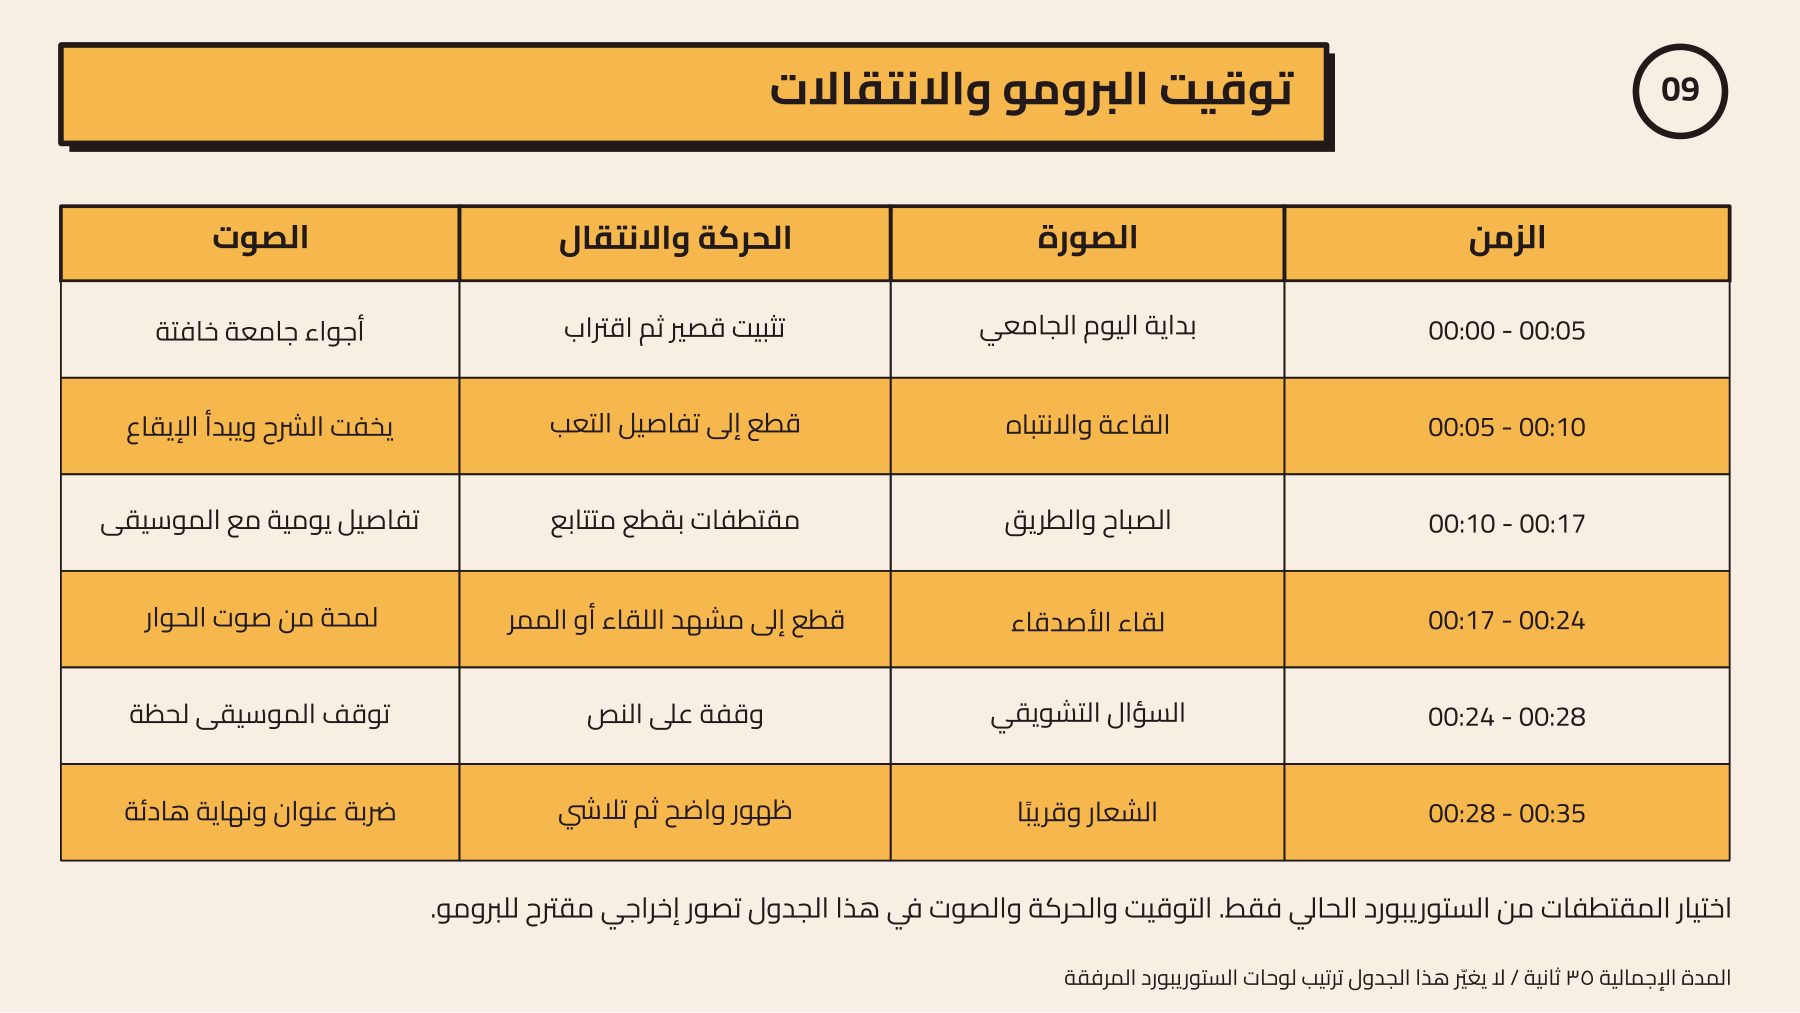 09
توقيت البرومو والانتقالات
الزمن الصورة الحركة والانتقال الصوت
00:00 - 00:05 بداية اليوم الجامعي تثبيت قصير ثم اقتراب أجواء جامعة خافتة
00:05 - 00:10 القاعة والانتباه قطع إلى تفاصيل التعب يخفت الشرح ويبدأ الإيقاع
00:10 - 00:17 الصباح والطريق مقتطفات بقطع متتابع تفاصيل يومية مع الموسيقى
00:17 - 00:24 لقاء الأصدقاء قطع إلى مشهد اللقاء أو الممر لمحة من صوت الحوار
00:24 - 00:28 السؤال التشويقي وقفة على النص توقف الموسيقى لحظة
00:28 - 00:35 الشعار وقريبًا ظهور واضح ثم تلاشي ضربة عنوان ونهاية هادئة
اختيار المقتطفات من الستوريبورد الحالي فقط. التوقيت والحركة والصوت في هذا الجدول تصور إخراجي مقترح للبرومو.
المدة الإجمالية ٣٥ ثانية / لا يغيّر هذا الجدول ترتيب لوحات الستوريبورد المرفقة